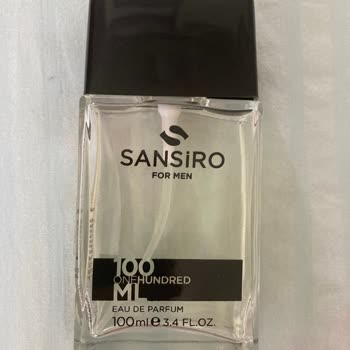 SANSiRO
FOR MEN
100
ONEHUNDRED
ML
EAU DE PARFUM
100ml e 3.4 FL.OZ.